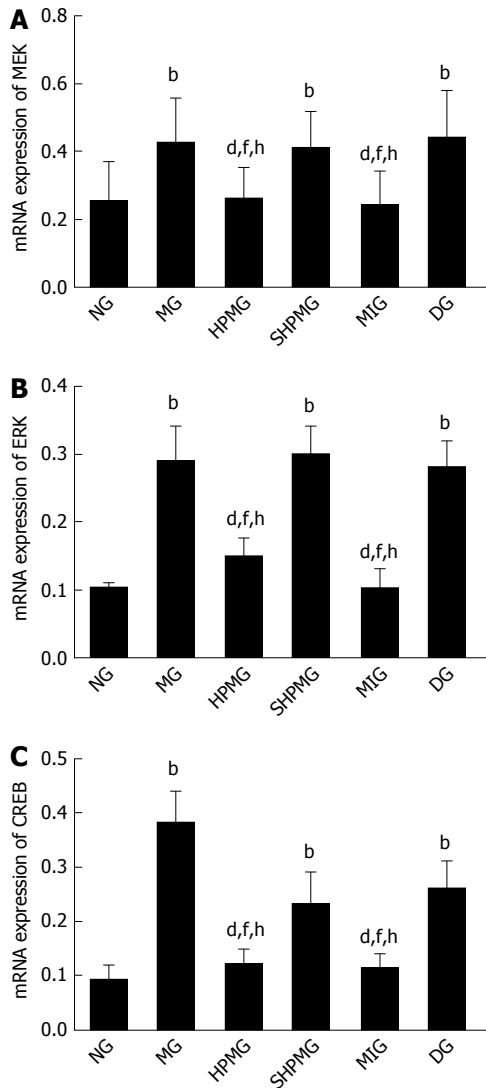 A
mRNA expression of MEK
0.8
0.6
0.4
0.2
0.0
b
d,f,h
b
d,f,h
b
NG
MG
HPMG
SHPMG
MIG
DG
B
mRNA expression of ERK
0.4
0.3
0.2
0.1
0.0
b
d,f,h
b
d,f,h
b
NG
MG
HPMG
SHPMG
MIG
DG
C
mRNA expression of CREB
0.5
0.4
0.3
0.2
0.1
0.0
b
d,f,h
b
d,f,h
b
NG
MG
HPMG
SHPMG
MIG
DG